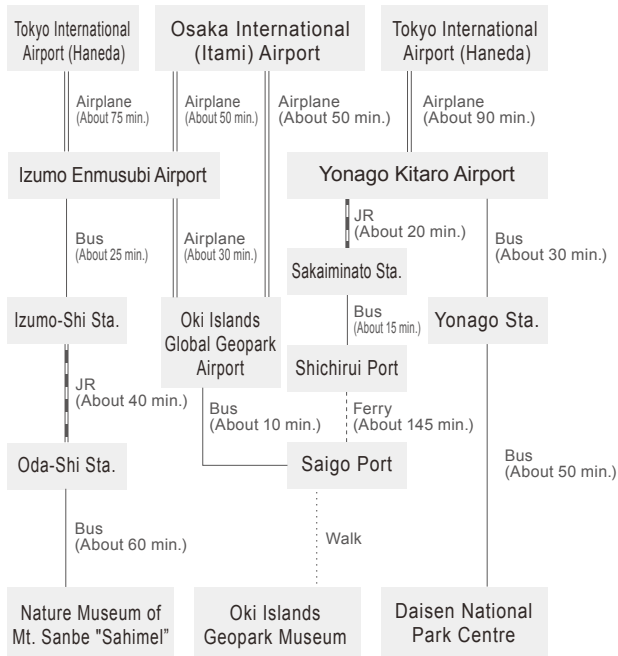 Tokyo International
Airport (Haneda)
Osaka International
(Itami) Airport
Tokyo International
Airport (Haneda)
Airplane
(About 75 min.)
Airplane
(About 50 min.)
Airplane
(About 50 min.)
Airplane
(About 90 min.)
Izumo Enmusubi Airport
Yonago Kitaro Airport
Bus
(About 25 min.)
Airplane
(About 30 min.)
JR
(About 20 min.)
Bus
(About 30 min.)
Sakaiminato Sta.
Izumo-Shi Sta.
Oki Islands
Global Geopark
Airport
Bus
(About 15 min.)
Yonago Sta.
Shichirui Port
JR
(About 40 min.)
Bus
(About 10 min.)
Ferry
(About 145 min.)
Oda-Shi Sta.
Saigo Port
Bus
(About 50 min.)
Bus
(About 60 min.)
Walk
Nature Museum of
Mt. Sanbe "Sahimel”
Oki Islands
Geopark Museum
Daisen National
Park Centre